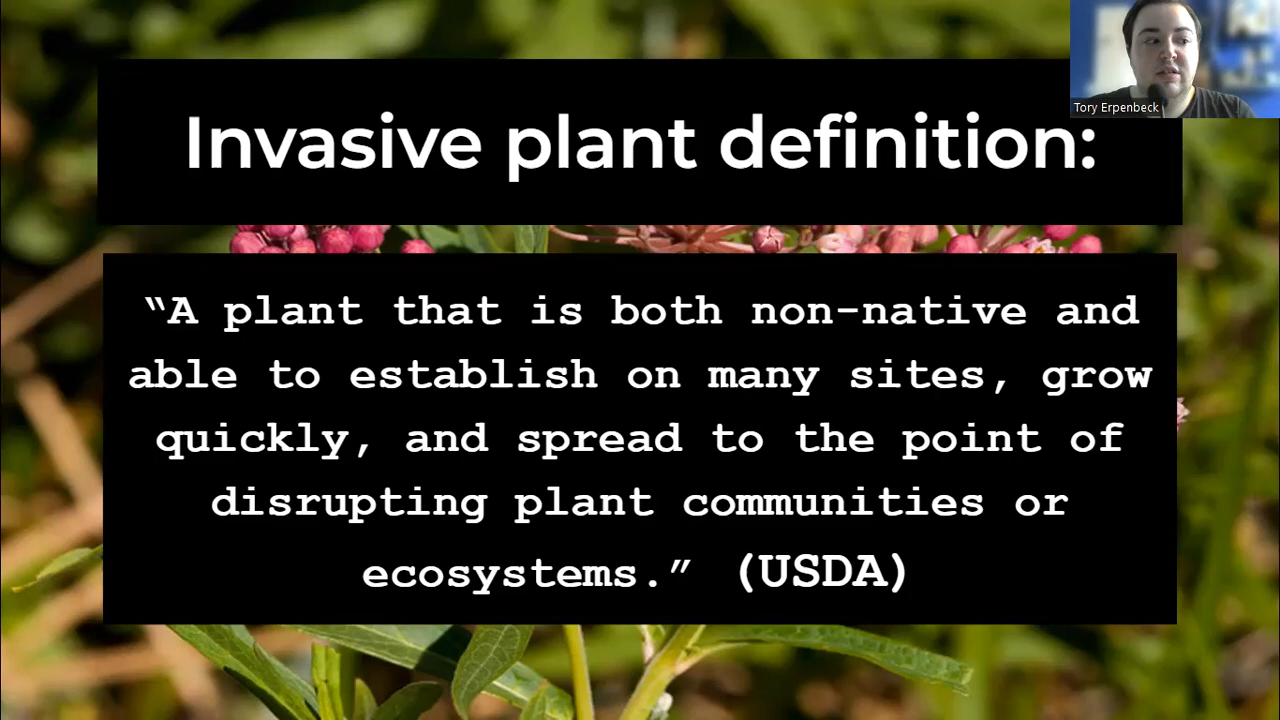 Tory Erpenbeck
Invasive plant definition:
“A plant that is both non-native and
able to establish on many sites, grow
quickly, and spread to the point of
disrupting plant communities or
ecosystems.” (USDA)